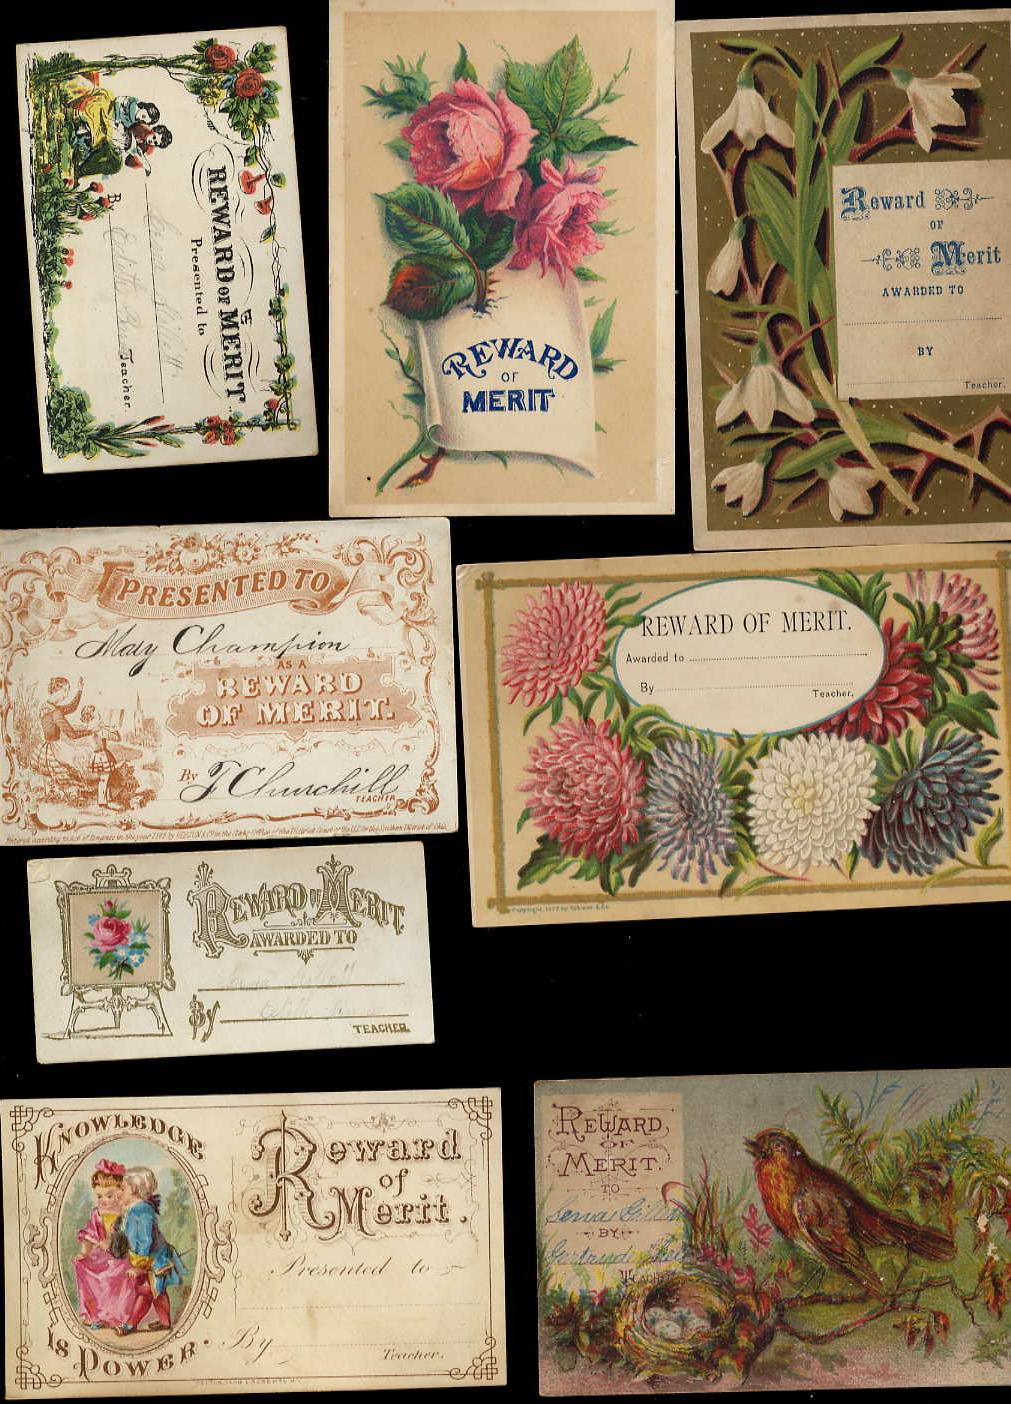 REWARD OF MERIT
Presented to
By
Teacher.
REWARD
OF
MERIT
Reward
OF
Merit
AWARDED TO
BY
Teacher.
PRESENTED TO
May Champion
AS A
REWARD
OF MERIT.
By F Churchill
TEACHER
REWARD OF MERIT.
Awarded to
By
Teacher.
REWARD OF MERIT.
AWARDED TO
By
TEACHER.
KNOWLEDGE
IS POWER.
Reward
of
Merit.
Presented to
By
Teacher.
REWARD
OF
MERIT.
TO
BY
Gertrude
TEACHER